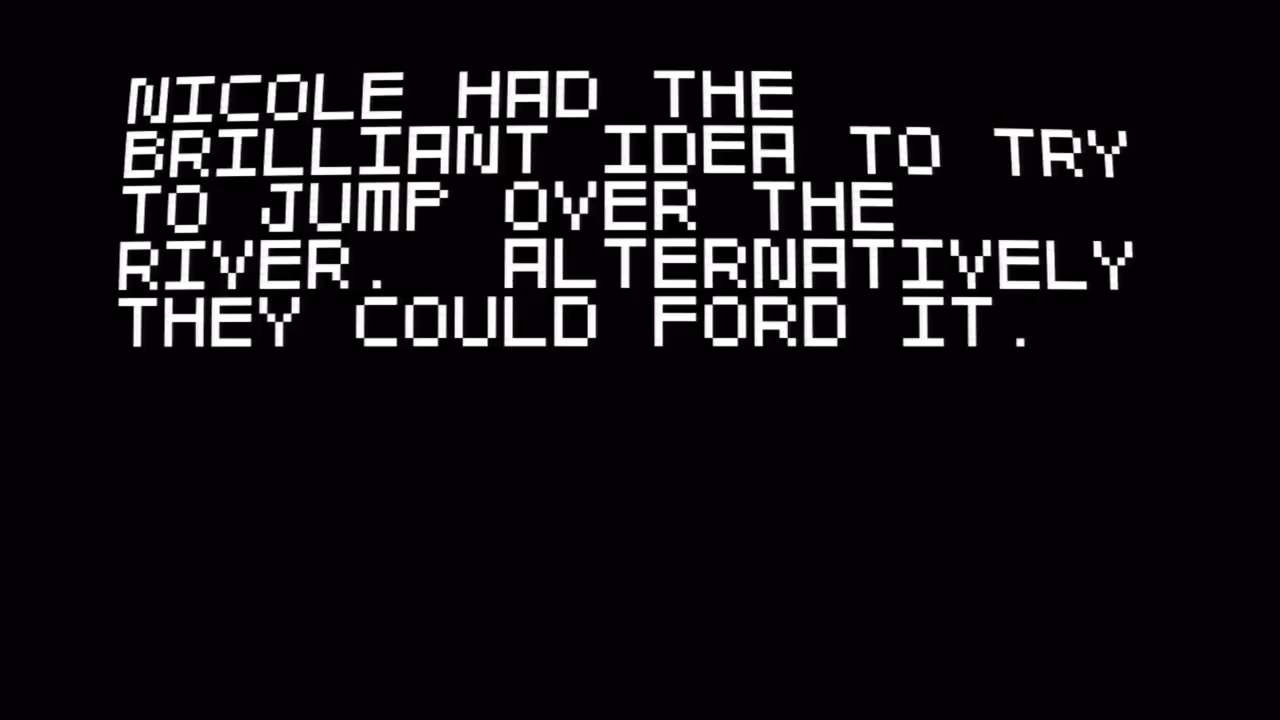 NICOLE HAD THE
BRILLIANT IDEA TO TRY
TO JUMP OVER THE
RIVER.  ALTERNATIVELY
THEY COULD FORD IT.